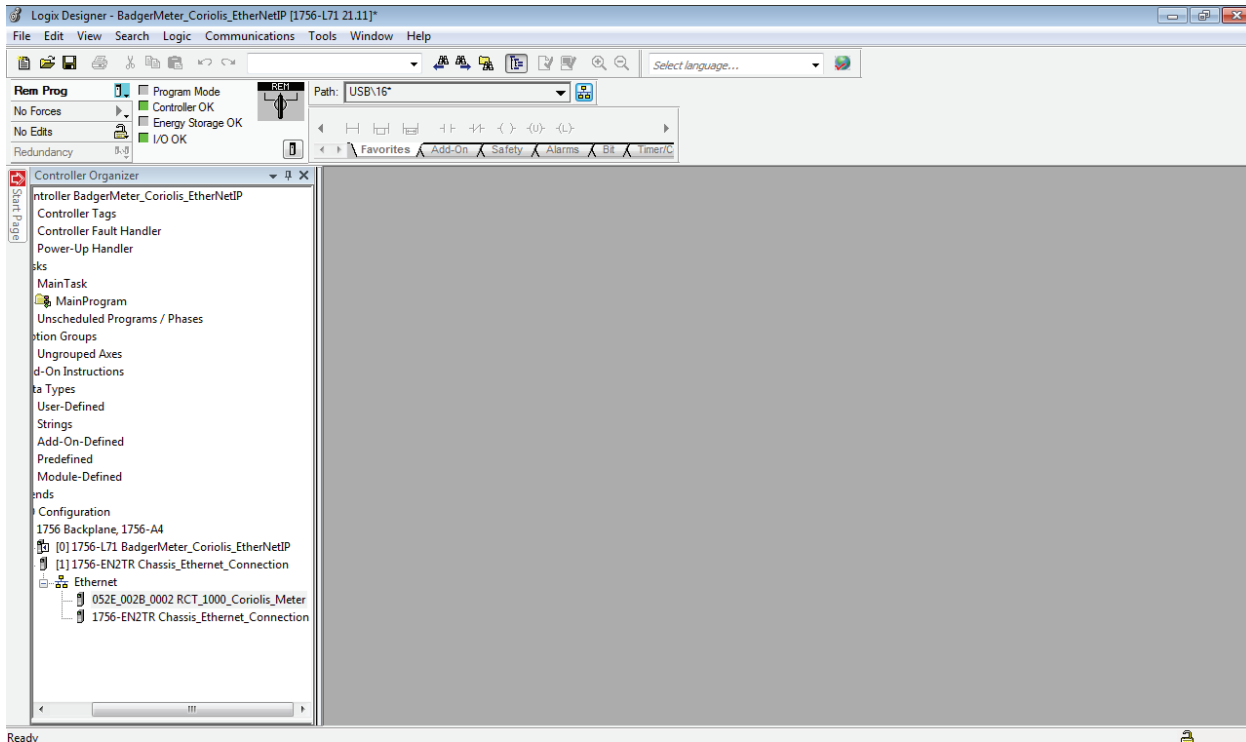 Logix Designer - BadgerMeter_Coriolis_EtherNetIP [1756-L71 21.11]*
File Edit View Search Logic Communications Tools Window Help
Select language...
Rem Prog
No Forces
No Edits
Redundancy
Program Mode
Controller OK
Energy Storage OK
I/O OK
REM
Path: USB\16*
Favorites Add-On Safety Alarms Bit Timer/C
Start Page
Controller Organizer
ntroller BadgerMeter_Coriolis_EtherNetIP
Controller Tags
Controller Fault Handler
Power-Up Handler
sks
MainTask
MainProgram
Unscheduled Programs / Phases
otion Groups
Ungrouped Axes
d-On Instructions
ta Types
User-Defined
Strings
Add-On-Defined
Predefined
Module-Defined
ends
Configuration
1756 Backplane, 1756-A4
[0] 1756-L71 BadgerMeter_Coriolis_EtherNetIP
[1] 1756-EN2TR Chassis_Ethernet_Connection
Ethernet
052E_002B_0002 RCT_1000_Coriolis_Meter
1756-EN2TR Chassis_Ethernet_Connection
Ready